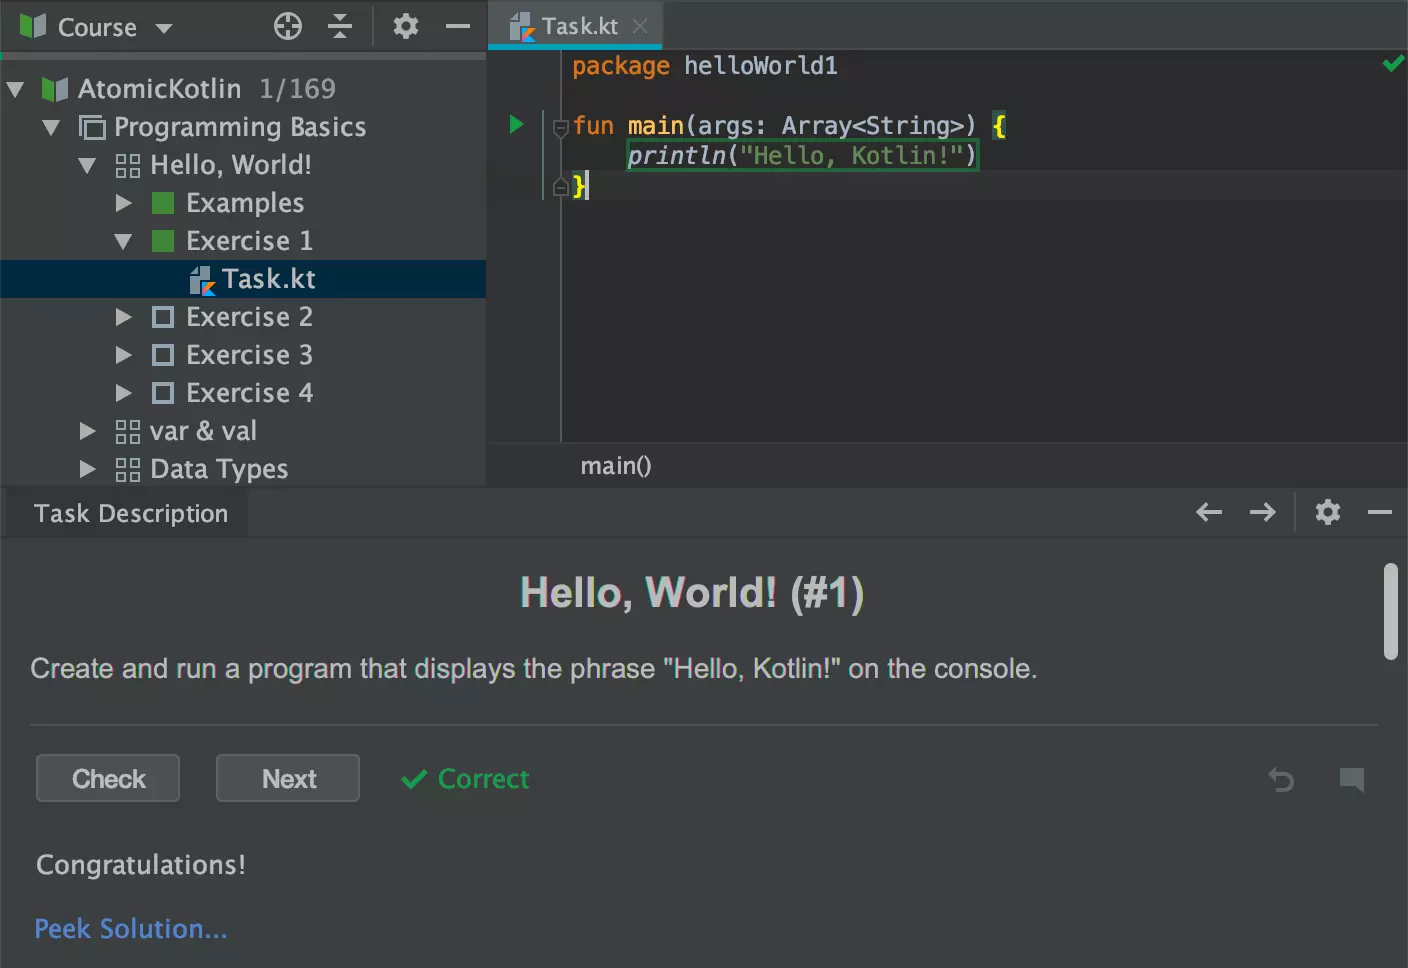 Course
AtomicKotlin 1/169
Programming Basics
Hello, World!
Examples
Exercise 1
Task.kt
Exercise 2
Exercise 3
Exercise 4
var & val
Data Types
Task.kt
package helloWorld1
fun main(args: Array<String>) {
println("Hello, Kotlin!")
}
main()
Task Description
Hello, World! (#1)
Create and run a program that displays the phrase "Hello, Kotlin!" on the console.
Check Next Correct
Congratulations!
Peek Solution...